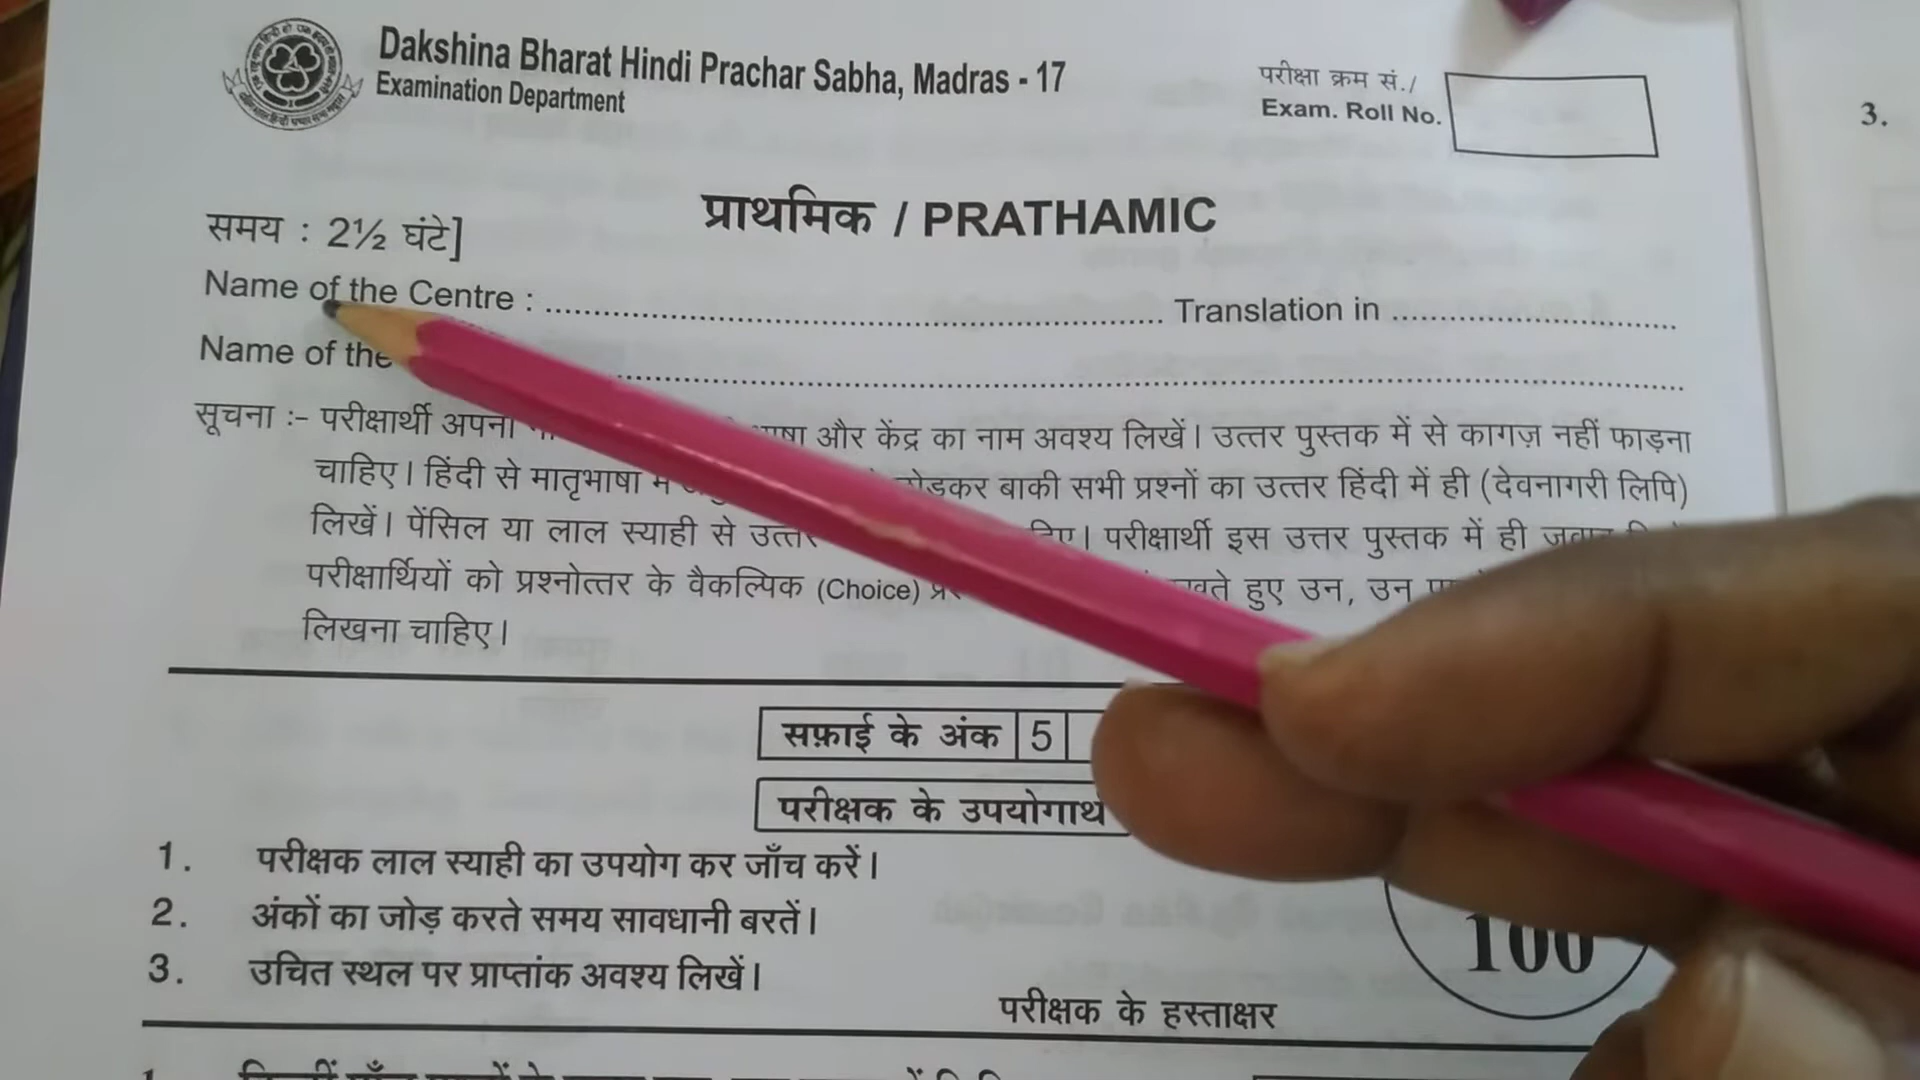 Dakshina Bharat Hindi Prachar Sabha, Madras - 17
Examination Department
परीक्षा क्रम सं./
Exam. Roll No.
3.
प्राथमिक / PRATHAMIC
समय : 2½ घंटे]
Name of the Centre : .......... Translation in ..........
Name of the ..........
सूचना :- परीक्षार्थी अपना और केंद्र का नाम अवश्य लिखें। उत्तर पुस्तक में से कागज़ नहीं फाड़ना
चाहिए। हिंदी से मातृभाषा बाकी सभी प्रश्नों का उत्तर हिंदी में ही (देवनागरी लिपि)
लिखें। पेंसिल या लाल स्याही से परीक्षार्थी इस उत्तर पुस्तक में ही
परीक्षार्थियों को प्रश्नोत्तर के वैकल्पिक (Choice) हुए उन, उन
लिखना चाहिए।
सफ़ाई के अंक 5
परीक्षक के उपयोगार्थ
1. परीक्षक लाल स्याही का उपयोग कर जाँच करें।
2. अंकों का जोड़ करते समय सावधानी बरतें।
3. उचित स्थल पर प्राप्तांक अवश्य लिखें।
100
परीक्षक के हस्ताक्षर